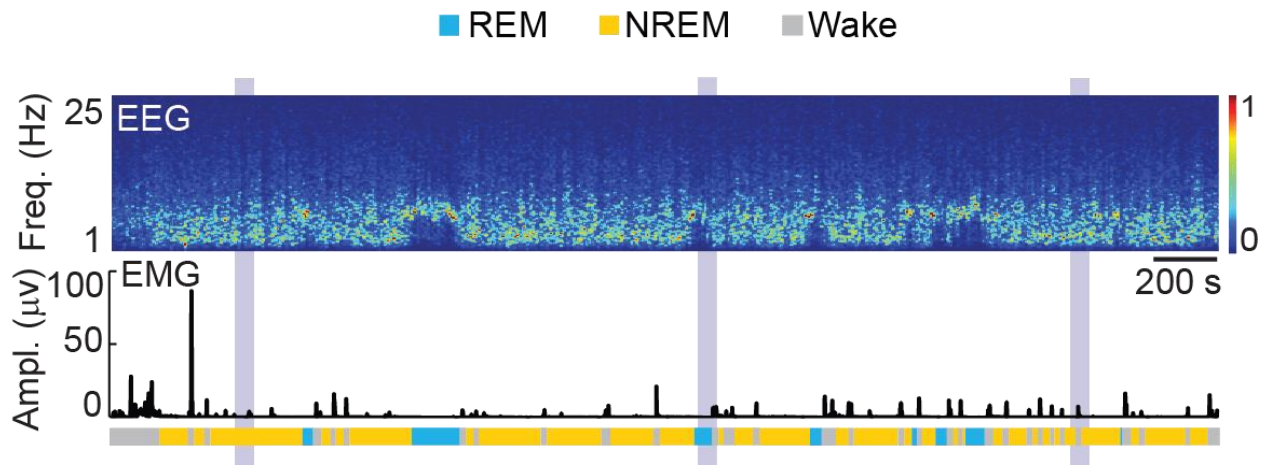 REM NREM Wake
25
EEG
Freq. (Hz)
1
1
0
200 s
EMG
Ampl. (μv)
100
50
0